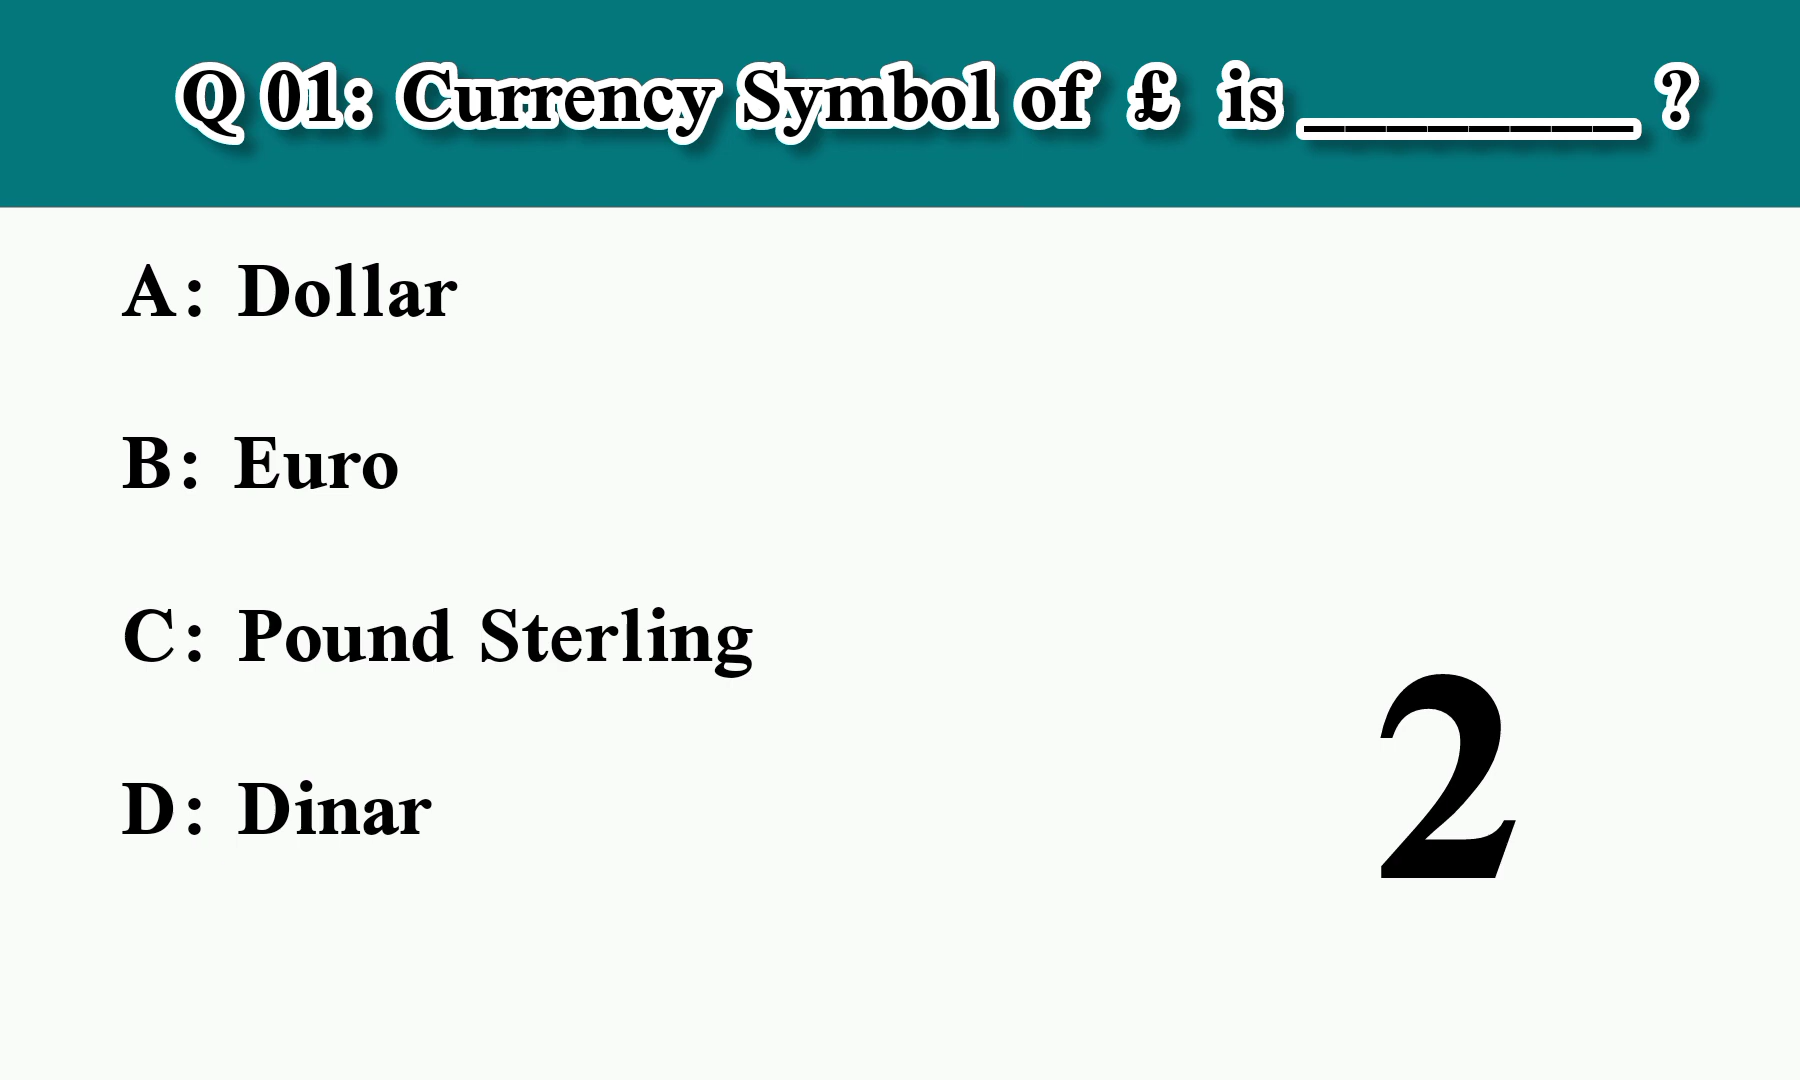 Q 01: Currency Symbol of £ is ________ ?
A: Dollar
B: Euro
C: Pound Sterling
D: Dinar
2